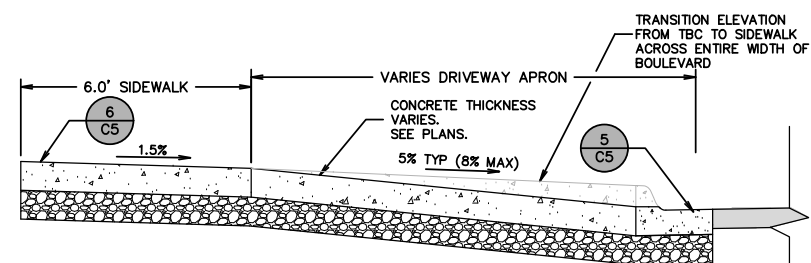 TRANSITION ELEVATION
FROM TBC TO SIDEWALK
ACROSS ENTIRE WIDTH OF
BOULEVARD
6.0' SIDEWALK
VARIES DRIVEWAY APRON
CONCRETE THICKNESS
VARIES.
SEE PLANS.
6
C5
5
C5
1.5%
5% TYP (8% MAX)